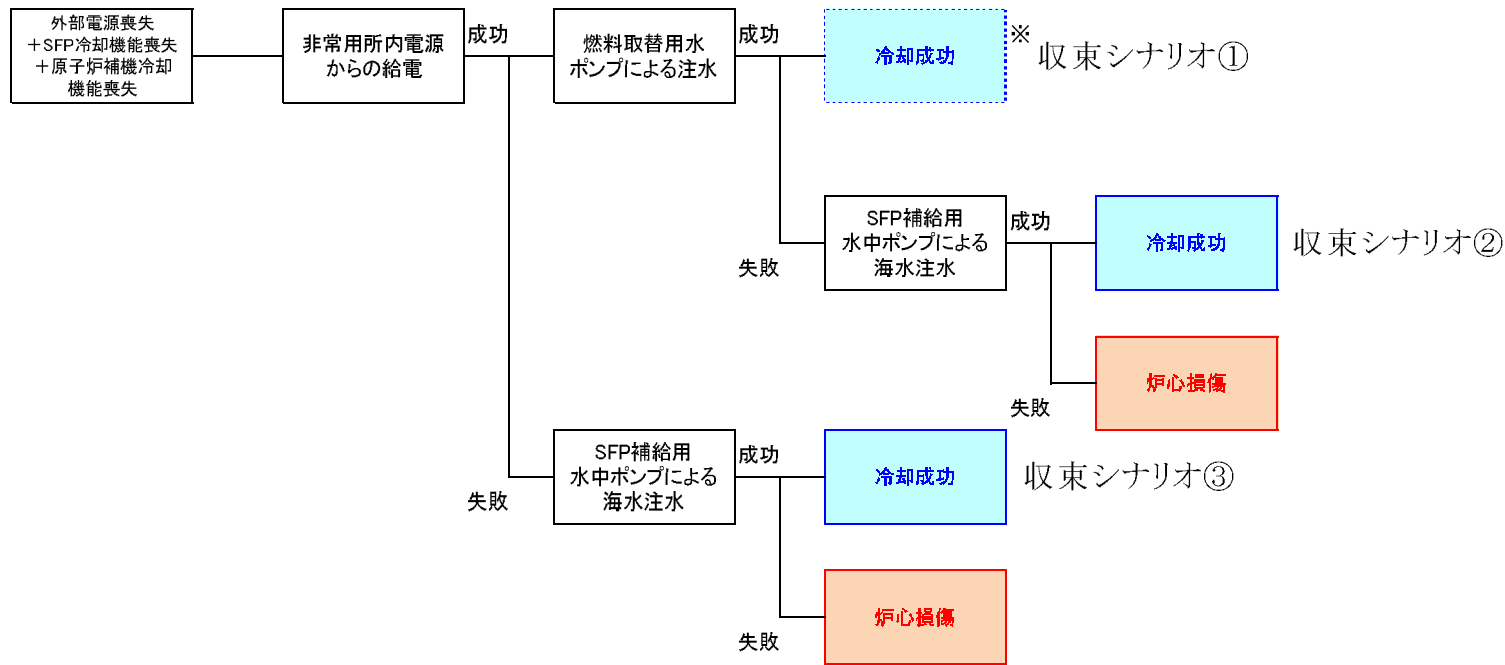 外部電源喪失
＋SFP冷却機能喪失
＋原子炉補機冷却
機能喪失
非常用所内電源
からの給電
成功
燃料取替用水
ポンプによる注水
成功
冷却成功
※
収束シナリオ①
失敗
SFP補給用
水中ポンプによる
海水注水
成功
冷却成功
収束シナリオ②
失敗
炉心損傷
失敗
SFP補給用
水中ポンプによる
海水注水
成功
冷却成功
収束シナリオ③
失敗
炉心損傷